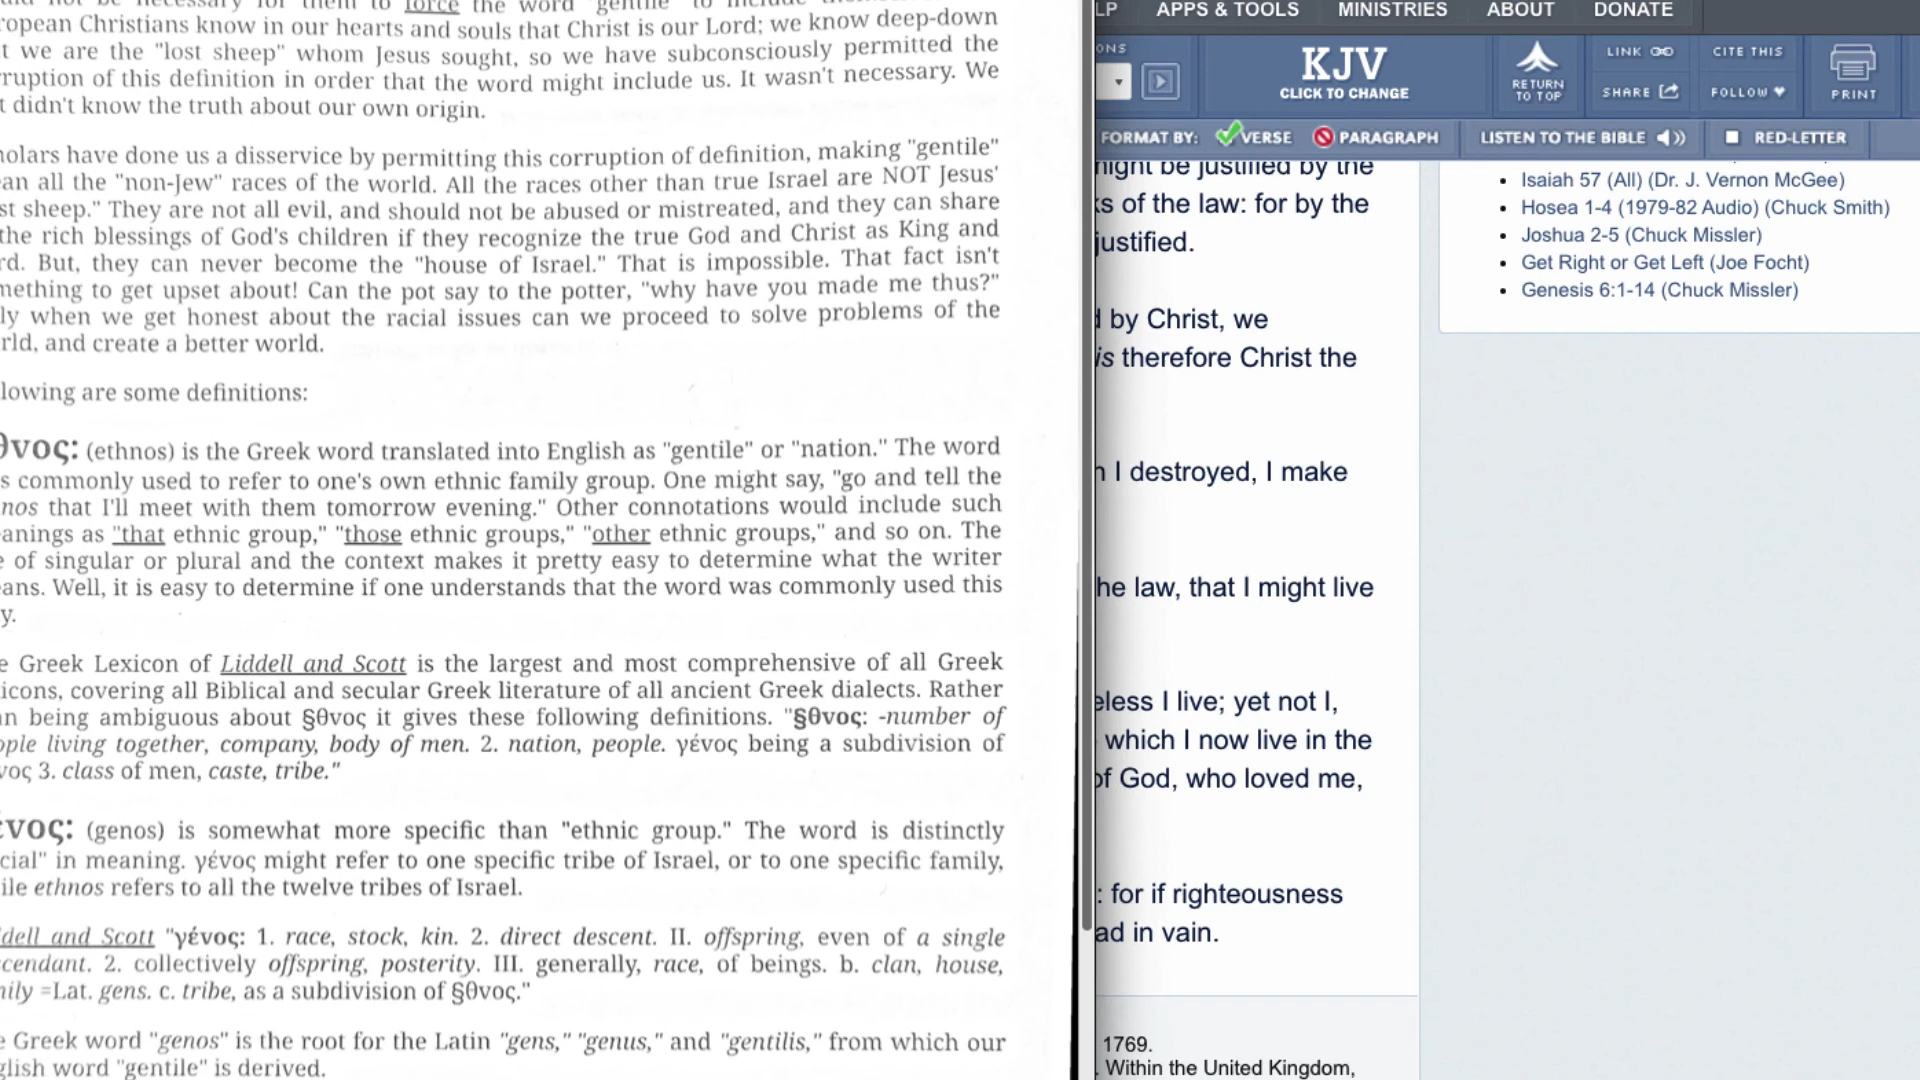 not be necessary for them to force the word "gentile" to include
ropean Christians know in our hearts and souls that Christ is our Lord; we know deep-down
t we are the "lost sheep" whom Jesus sought, so we have subconsciously permitted the
ruption of this definition in order that the word might include us. It wasn't necessary. We
t didn't know the truth about our own origin.
holars have done us a disservice by permitting this corruption of definition, making "gentile"
an all the "non-Jew" races of the world. All the races other than true Israel are NOT Jesus'
st sheep." They are not all evil, and should not be abused or mistreated, and they can share
the rich blessings of God's children if they recognize the true God and Christ as King and
rd. But, they can never become the "house of Israel." That is impossible. That fact isn't
mething to get upset about! Can the pot say to the potter, "why have you made me thus?"
ly when we get honest about the racial issues can we proceed to solve problems of the
rld, and create a better world.
lowing are some definitions:
θνος: (ethnos) is the Greek word translated into English as "gentile" or "nation." The word
s commonly used to refer to one's own ethnic family group. One might say, "go and tell the
nos that I'll meet with them tomorrow evening." Other connotations would include such
anings as "that ethnic group," "those ethnic groups," "other ethnic groups," and so on. The
e of singular or plural and the context makes it pretty easy to determine what the writer
ans. Well, it is easy to determine if one understands that the word was commonly used this
y.
e Greek Lexicon of Liddell and Scott is the largest and most comprehensive of all Greek
icons, covering all Biblical and secular Greek literature of all ancient Greek dialects. Rather
n being ambiguous about §θνος it gives these following definitions. "§θνος: -number of
ople living together, company, body of men. 2. nation, people. γένος being a subdivision of
νος 3. class of men, caste, tribe."
ένος: (genos) is somewhat more specific than "ethnic group." The word is distinctly
cial" in meaning. γένος might refer to one specific tribe of Israel, or to one specific family,
ile ethnos refers to all the twelve tribes of Israel.
ddell and Scott "γένος: 1. race, stock, kin. 2. direct descent. II. offspring, even of a single
scendant. 2. collectively offspring, posterity. III. generally, race, of beings. b. clan, house,
mily =Lat. gens. c. tribe, as a subdivision of §θνος."
e Greek word "genos" is the root for the Latin "gens," "genus," and "gentilis," from which our
glish word "gentile" is derived.
LP APPS & TOOLS MINISTRIES ABOUT DONATE
ONS
KJV
CLICK TO CHANGE
RETURN
TO TOP
LINK
SHARE
CITE THIS
FOLLOW
PRINT
FORMAT BY: VERSE PARAGRAPH LISTEN TO THE BIBLE RED-LETTER
might be justified by the
ks of the law: for by the
justified.
d by Christ, we
is therefore Christ the
h I destroyed, I make
he law, that I might live
eless I live; yet not I,
which I now live in the
of God, who loved me,
: for if righteousness
ad in vain.
1769.
. Within the United Kingdom,
• Isaiah 57 (All) (Dr. J. Vernon McGee)
• Hosea 1-4 (1979-82 Audio) (Chuck Smith)
• Joshua 2-5 (Chuck Missler)
• Get Right or Get Left (Joe Focht)
• Genesis 6:1-14 (Chuck Missler)